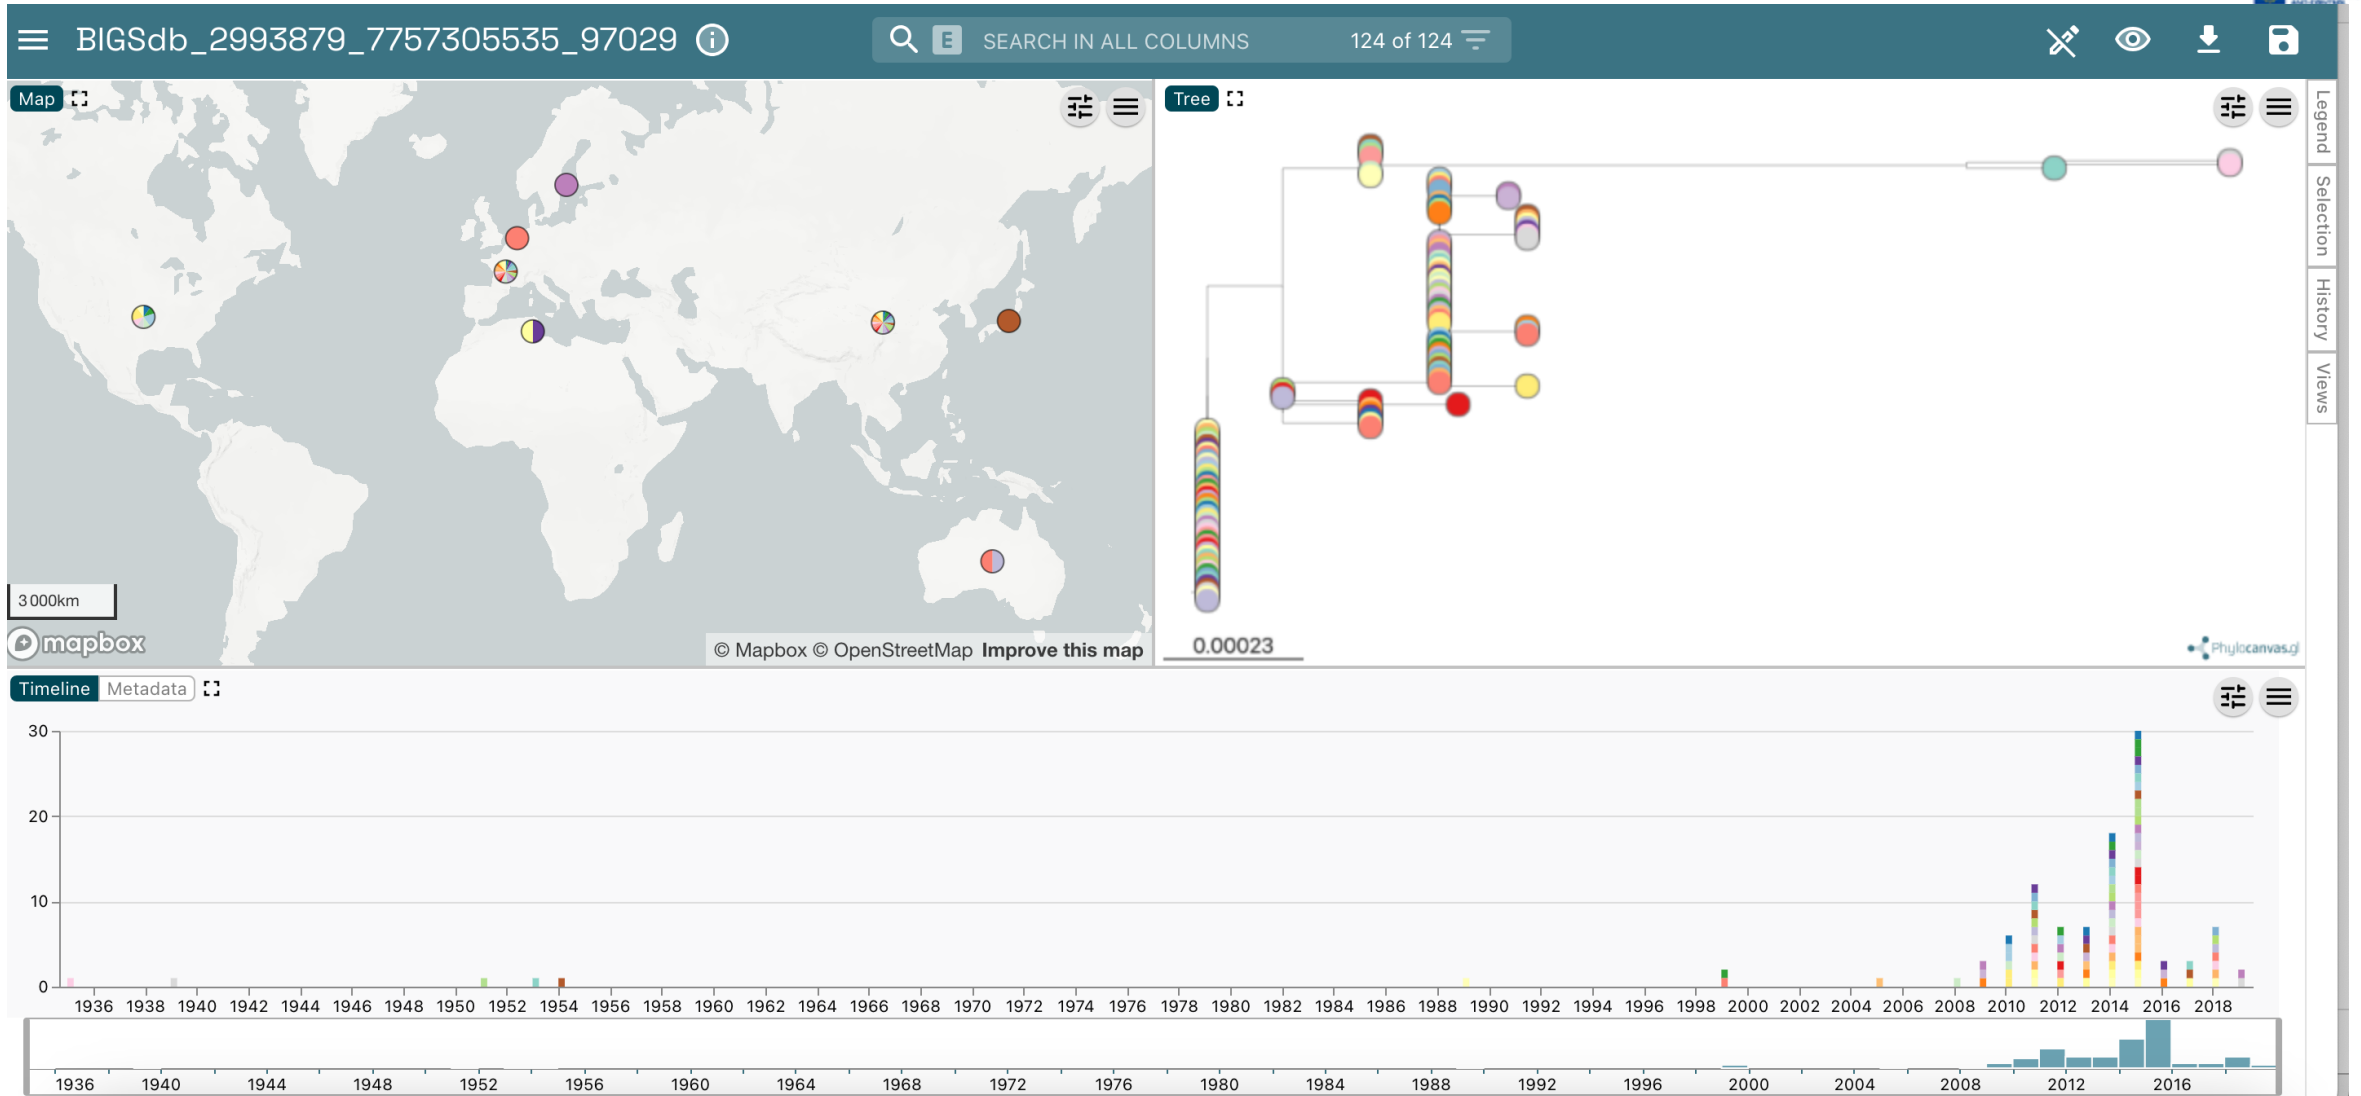 BIGSdb_2993879_7757305535_97029
E SEARCH IN ALL COLUMNS 124 of 124
Map
3 000km
mapbox
© Mapbox © OpenStreetMap Improve this map
Tree
0.00023
Phylocanvas.gl
Legend
Selection
History
Views
Timeline Metadata
30
20
10
0
1936 1938 1940 1942 1944 1946 1948 1950 1952 1954 1956 1958 1960 1962 1964 1966 1968 1970 1972 1974 1976 1978 1980 1982 1984 1986 1988 1990 1992 1994 1996 1998 2000 2002 2004 2006 2008 2010 2012 2014 2016 2018
1936 1940 1944 1948 1952 1956 1960 1964 1968 1972 1976 1980 1984 1988 1992 1996 2000 2004 2008 2012 2016